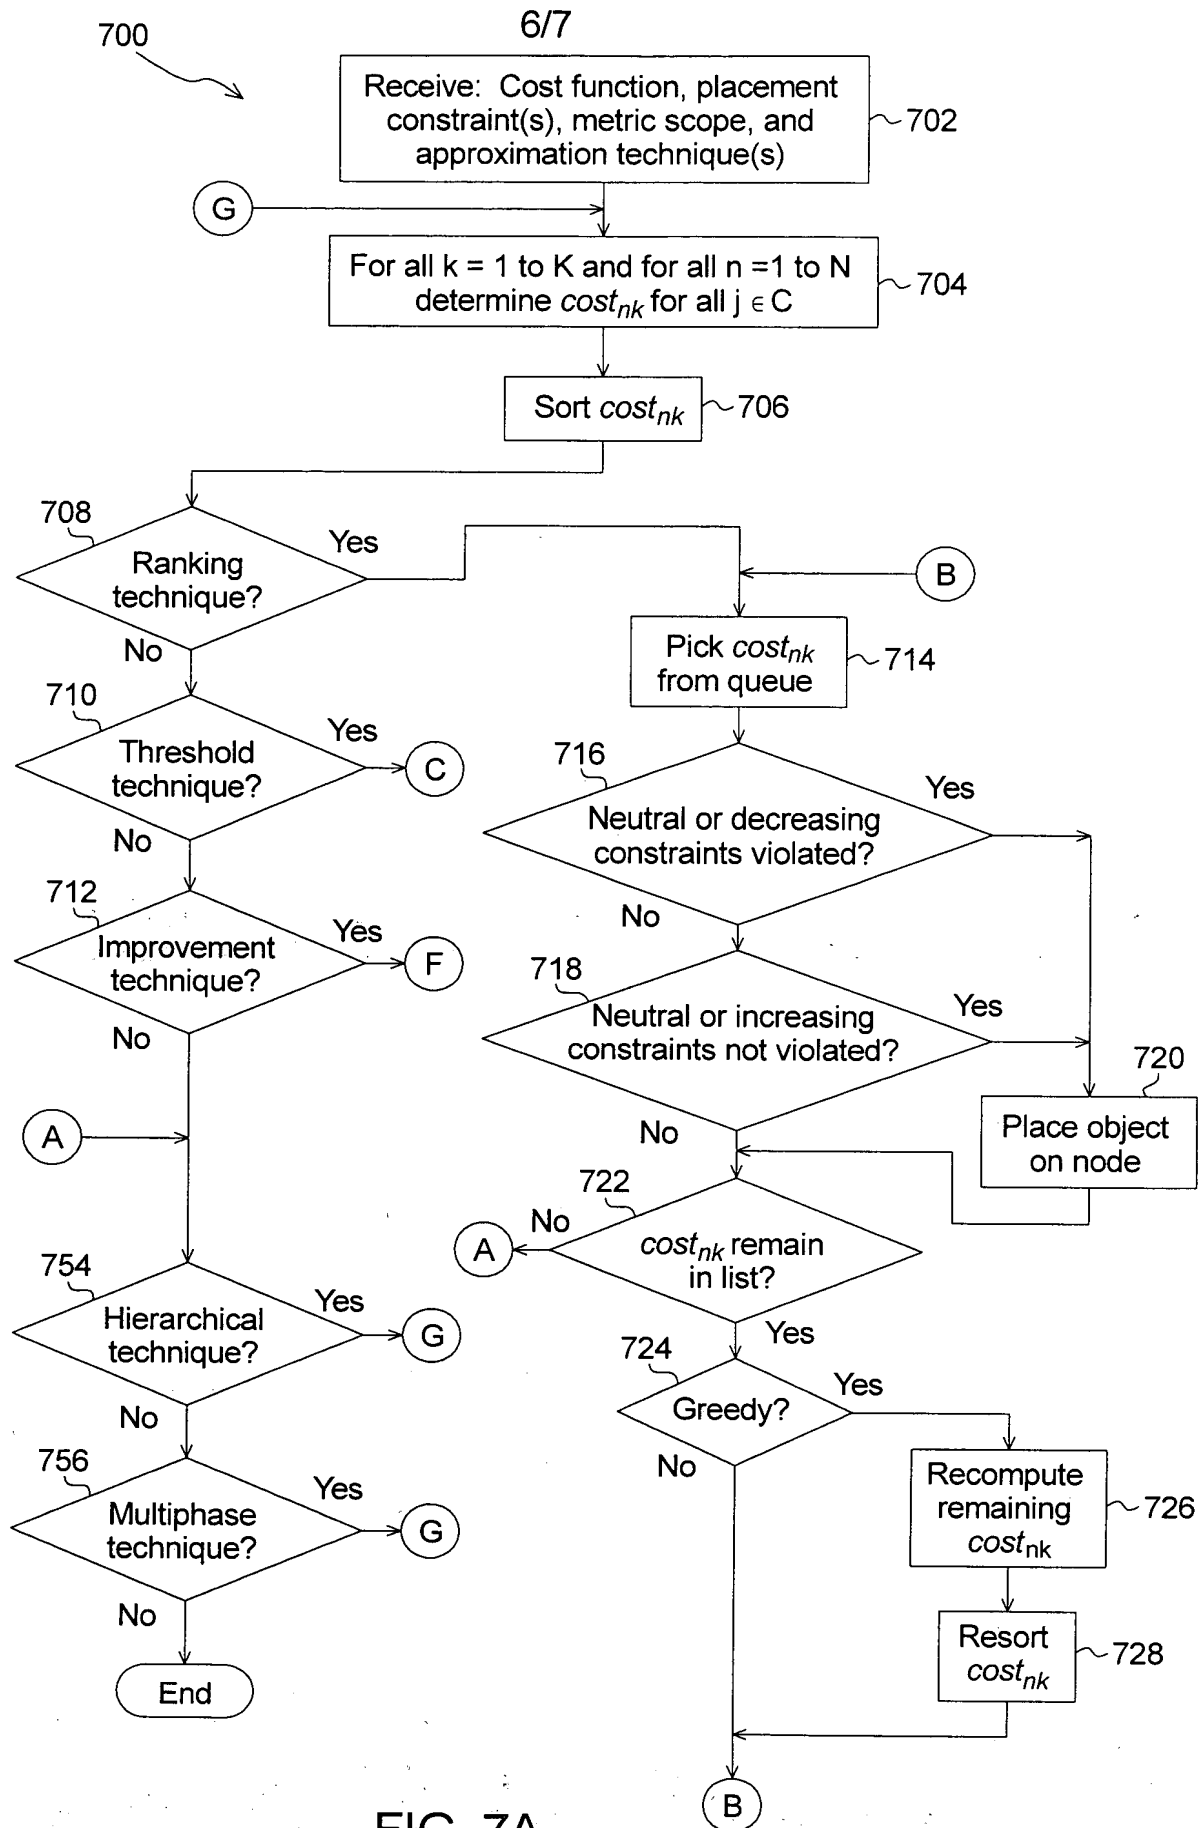 6/7
700
Receive: Cost function, placement
constraint(s), metric scope, and
approximation technique(s)
702
G
For all k = 1 to K and for all n =1 to N
determine cost_nk for all j ∈ C
704
Sort cost_nk
706
708
Ranking
technique?
Yes
No
B
Pick cost_nk
from queue
714
710
Threshold
technique?
Yes
C
No
716
Neutral or decreasing
constraints violated?
Yes
No
712
Improvement
technique?
Yes
F
No
718
Neutral or increasing
constraints not violated?
Yes
No
720
Place object
on node
A
722
cost_nk remain
in list?
No
A
Yes
754
Hierarchical
technique?
Yes
G
No
724
Greedy?
Yes
No
726
Recompute
remaining
cost_nk
756
Multiphase
technique?
Yes
G
No
Resort
cost_nk
728
End
B
FIG. 7A